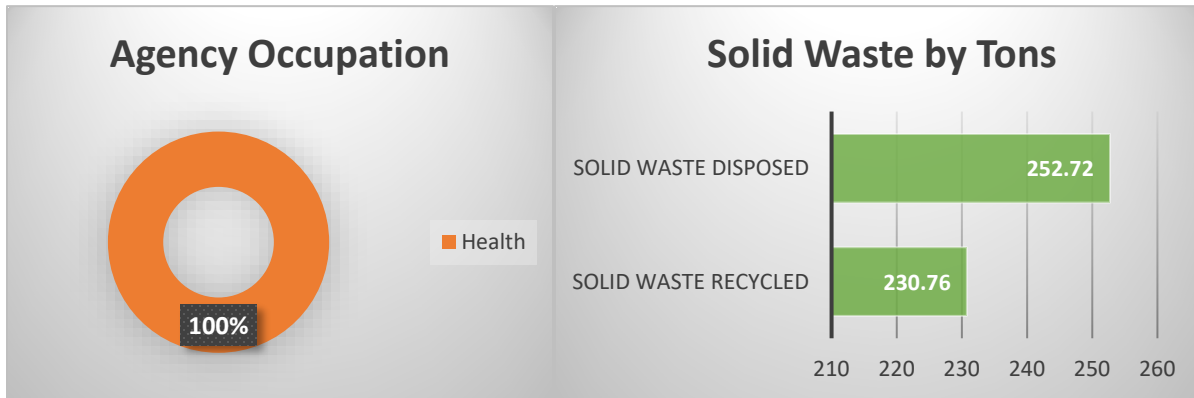 Agency Occupation
Health
100%
Solid Waste by Tons
SOLID WASTE DISPOSED
252.72
SOLID WASTE RECYCLED
230.76
210 220 230 240 250 260